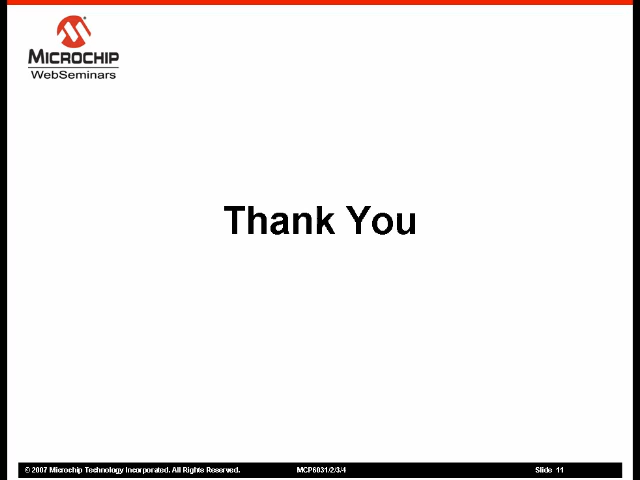 MICROCHIP
WebSeminars
Thank You
© 2007 Microchip Technology Incorporated. All Rights Reserved. MCP6031/2/3/4 Slide 11